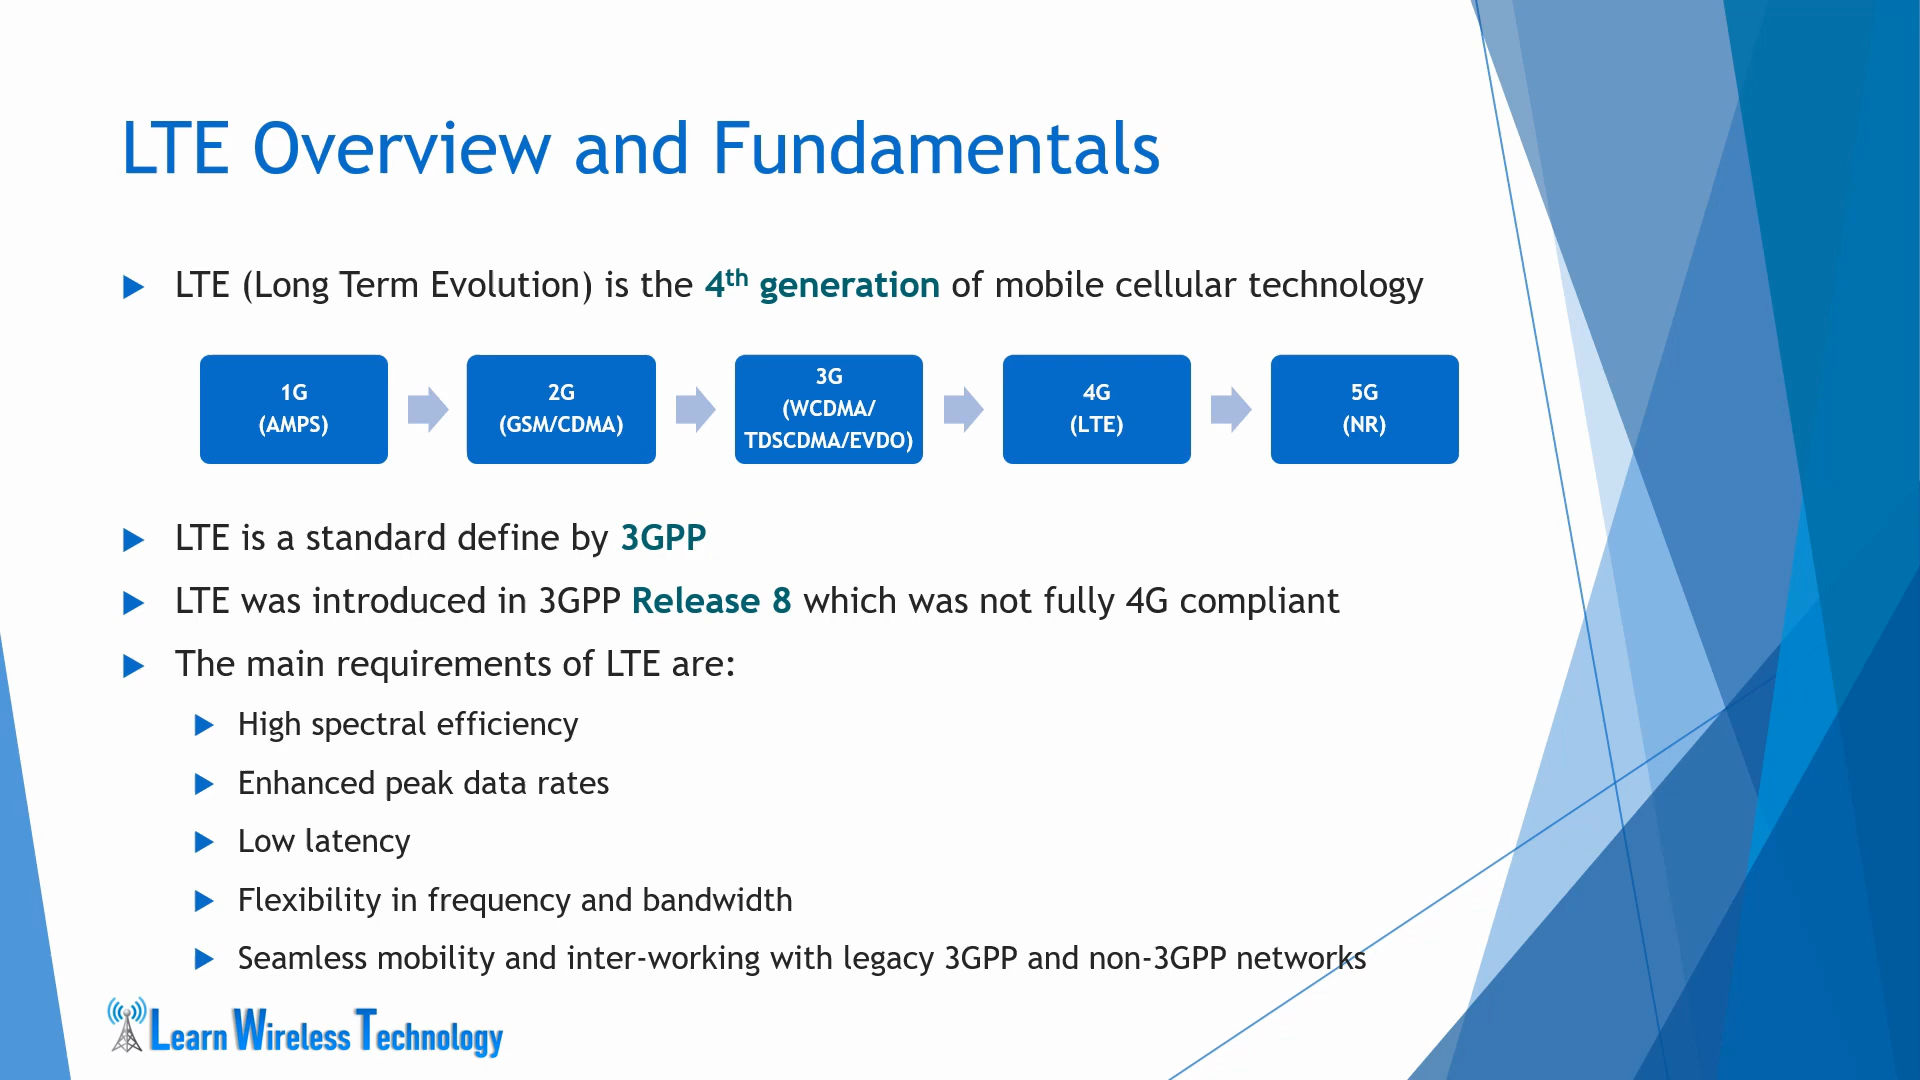 LTE Overview and Fundamentals
LTE (Long Term Evolution) is the 4th generation of mobile cellular technology
1G
(AMPS)
2G
(GSM/CDMA)
3G
(WCDMA/
TDSCDMA/EVDO)
4G
(LTE)
5G
(NR)
LTE is a standard define by 3GPP
LTE was introduced in 3GPP Release 8 which was not fully 4G compliant
The main requirements of LTE are:
High spectral efficiency
Enhanced peak data rates
Low latency
Flexibility in frequency and bandwidth
Seamless mobility and inter-working with legacy 3GPP and non-3GPP networks
Learn Wireless Technology